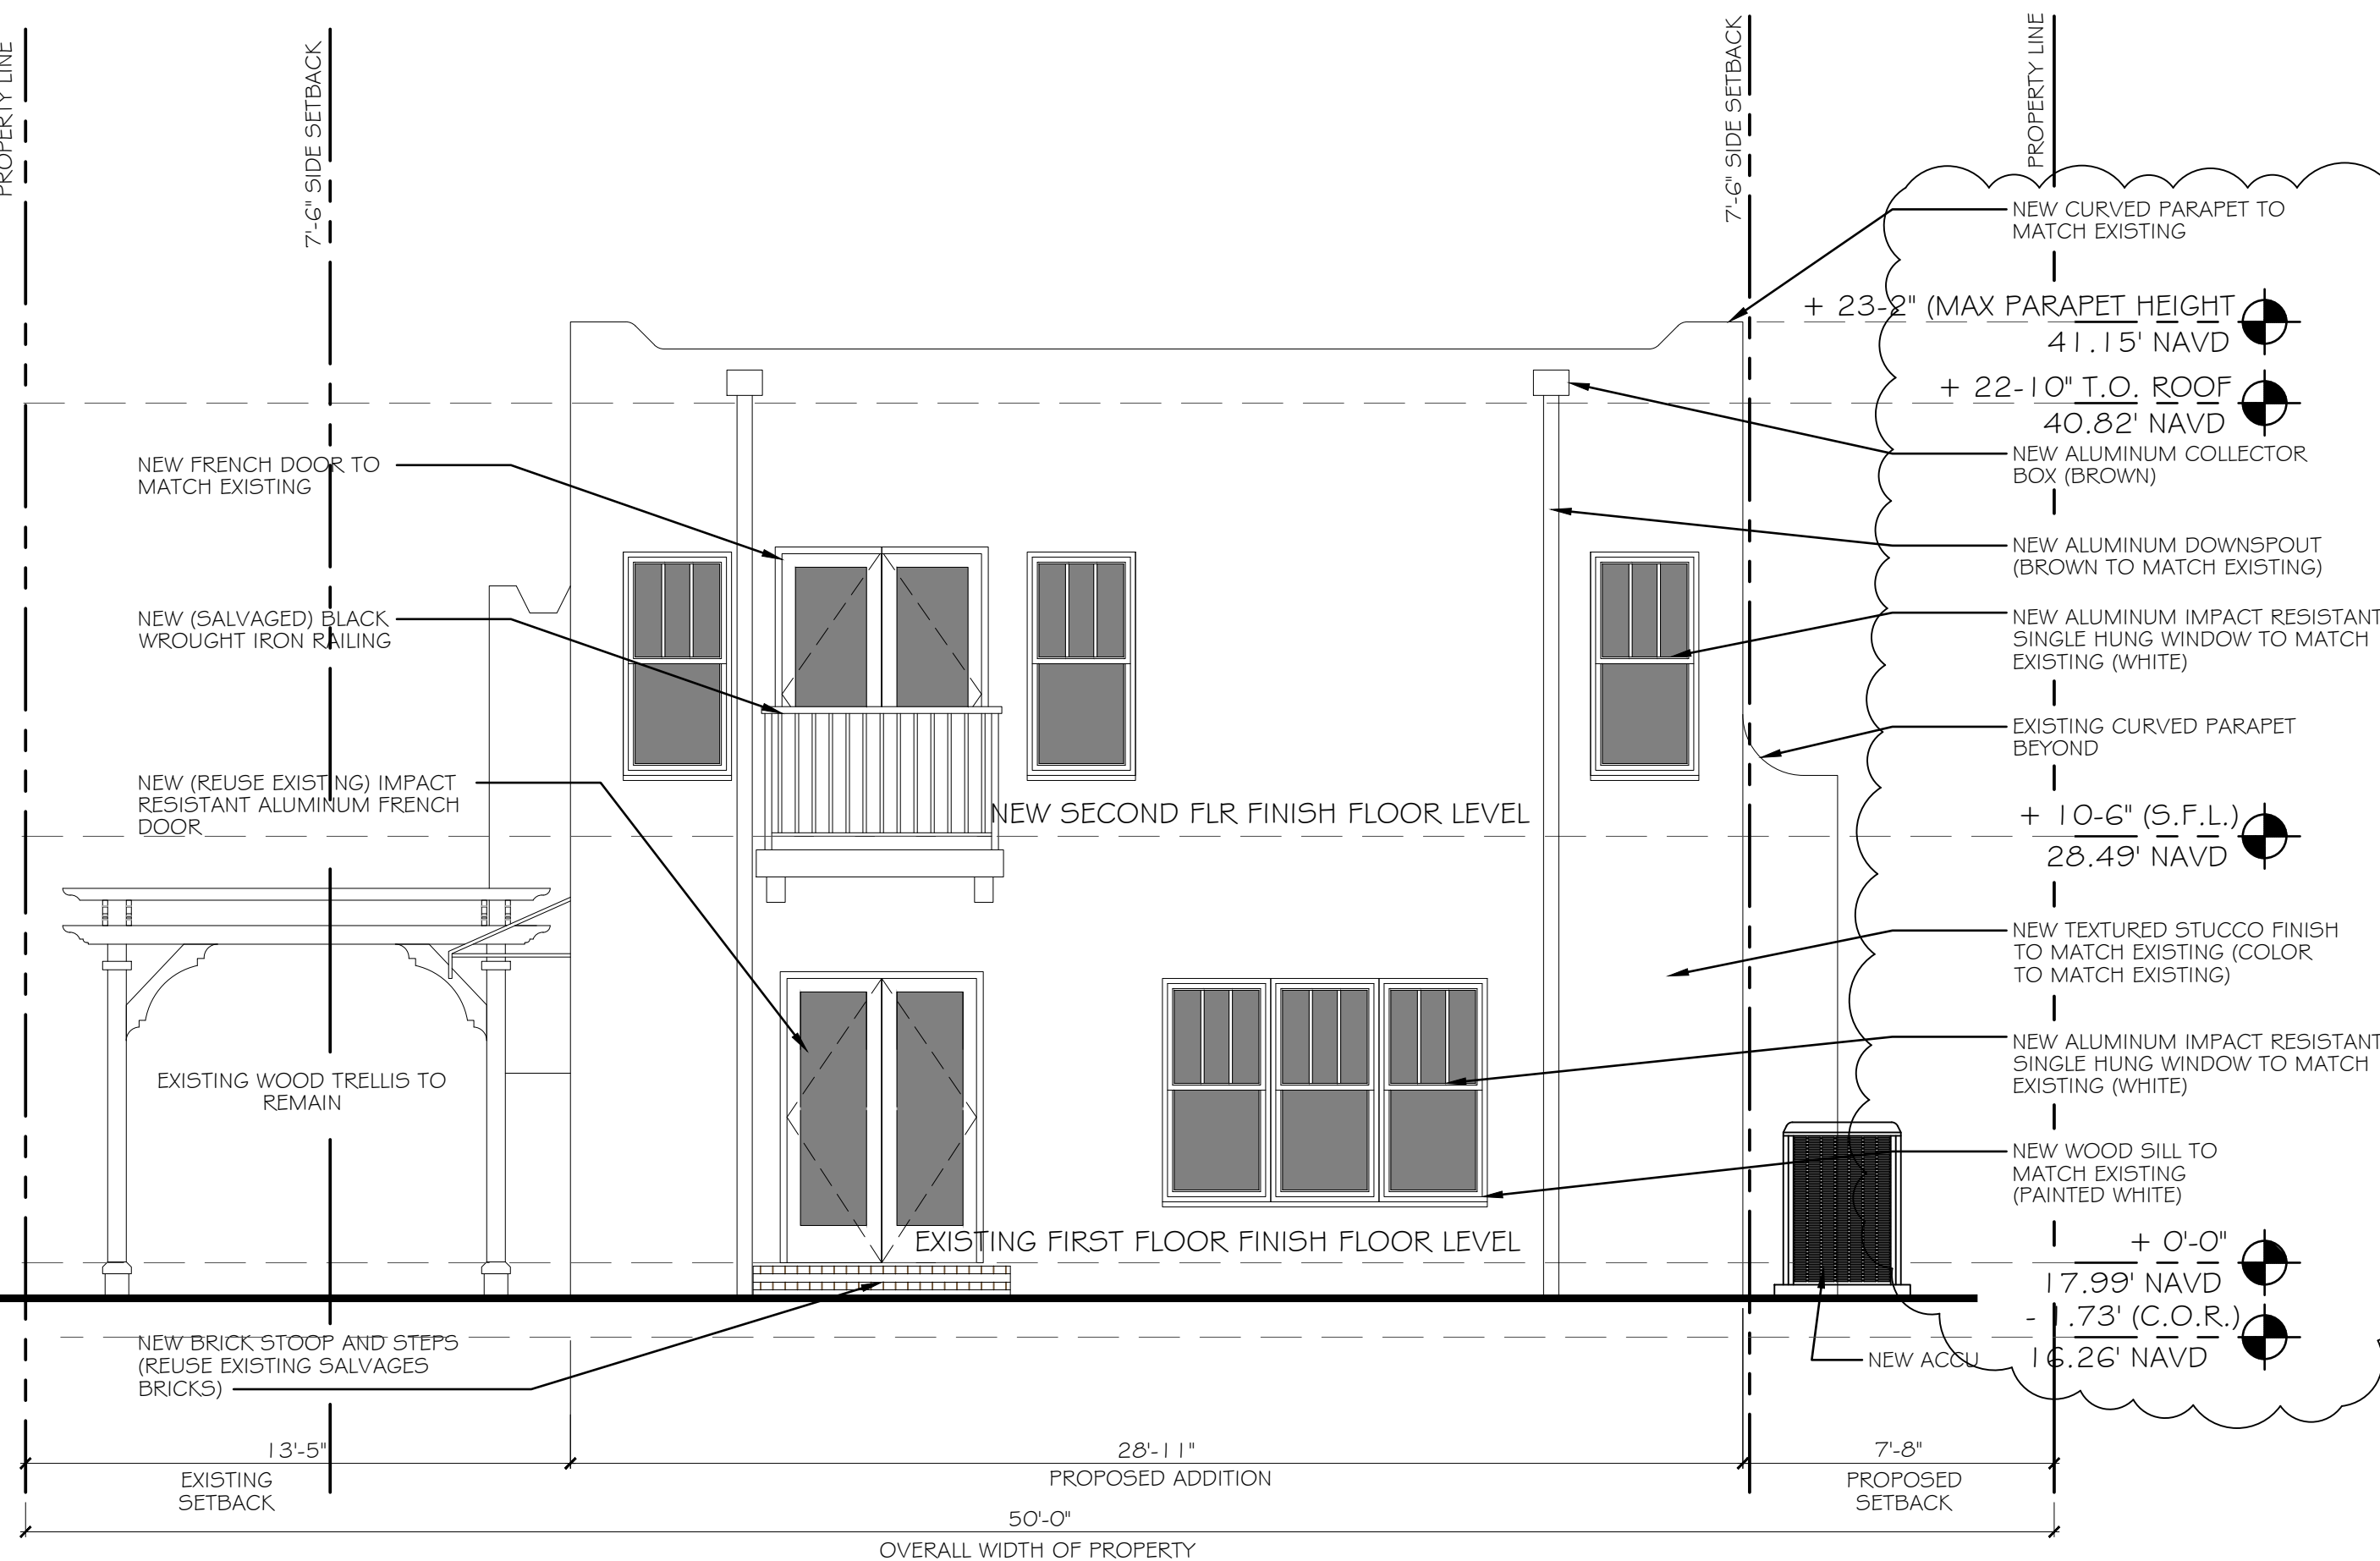 PROPERTY LINE
7'-6" SIDE SETBACK
7'-6" SIDE SETBACK
PROPERTY LINE
NEW CURVED PARAPET TO
MATCH EXISTING
+ 23-2" (MAX PARAPET HEIGHT
41.15' NAVD
+ 22-10" T.O. ROOF
40.82' NAVD
NEW ALUMINUM COLLECTOR
BOX (BROWN)
NEW ALUMINUM DOWNSPOUT
(BROWN TO MATCH EXISTING)
NEW ALUMINUM IMPACT RESISTANT
SINGLE HUNG WINDOW TO MATCH
EXISTING (WHITE)
EXISTING CURVED PARAPET
BEYOND
+ 10-6" (S.F.L.)
28.49' NAVD
NEW TEXTURED STUCCO FINISH
TO MATCH EXISTING (COLOR
TO MATCH EXISTING)
NEW ALUMINUM IMPACT RESISTANT
SINGLE HUNG WINDOW TO MATCH
EXISTING (WHITE)
NEW WOOD SILL TO
MATCH EXISTING
(PAINTED WHITE)
+ 0'-0"
17.99' NAVD
- 1.73' (C.O.R.)
16.26' NAVD
NEW ACCU
NEW FRENCH DOOR TO
MATCH EXISTING
NEW (SALVAGED) BLACK
WROUGHT IRON RAILING
NEW (REUSE EXISTING) IMPACT
RESISTANT ALUMINUM FRENCH
DOOR
NEW SECOND FLR FINISH FLOOR LEVEL
EXISTING WOOD TRELLIS TO
REMAIN
EXISTING FIRST FLOOR FINISH FLOOR LEVEL
NEW BRICK STOOP AND STEPS
(REUSE EXISTING SALVAGES
BRICKS)
13'-5"
EXISTING
SETBACK
28'-11"
PROPOSED ADDITION
7'-8"
PROPOSED
SETBACK
50'-0"
OVERALL WIDTH OF PROPERTY